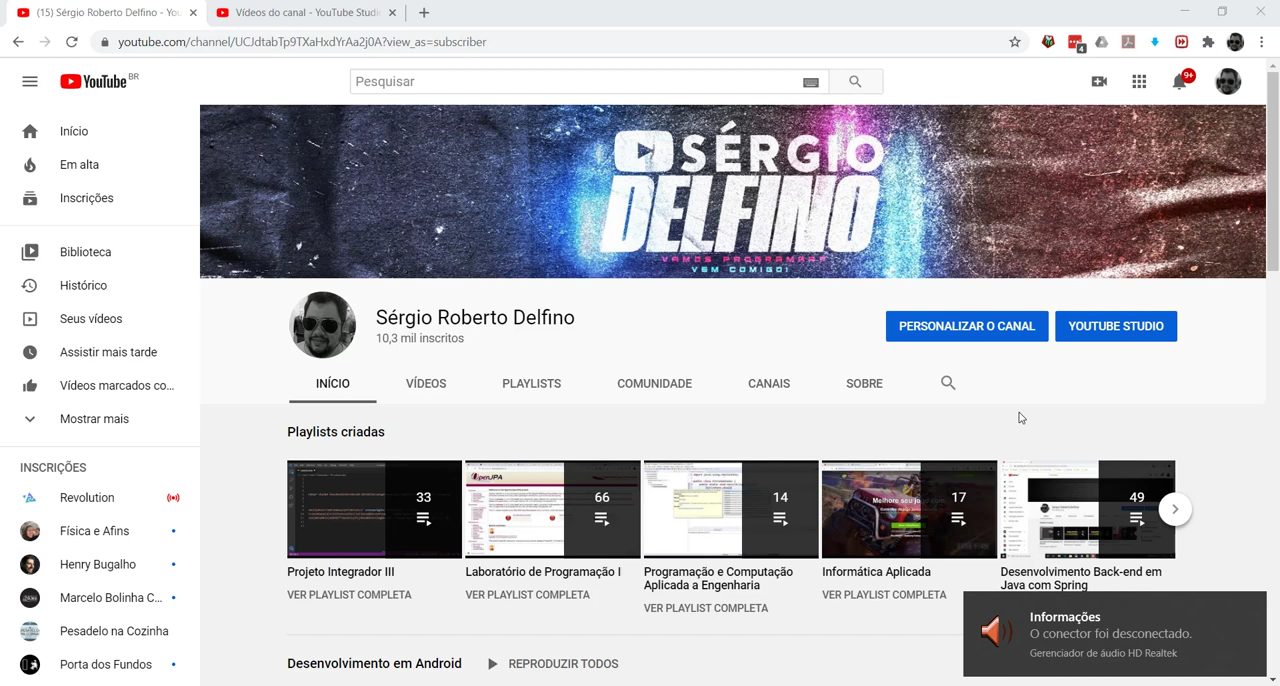 (15) Sérgio Roberto Delfino - You
Vídeos do canal - YouTube Studi
youtube.com/channel/UCJdtabTp9TXaHxdYrAa2j0A?view_as=subscriber
4
YouTube BR
Pesquisar
9+
Início
Em alta
Inscrições
Biblioteca
Histórico
Seus vídeos
Assistir mais tarde
Vídeos marcados co...
Mostrar mais
INSCRIÇÕES
Revolution
Física e Afins
Henry Bugalho
Marcelo Bolinha C...
Pesadelo na Cozinha
Porta dos Fundos
SÉRGIO
DELFINO
VAMOS PROGRAMAR?
VEM COMIGO!
Sérgio Roberto Delfino
10,3 mil inscritos
PERSONALIZAR O CANAL
YOUTUBE STUDIO
INÍCIO
VÍDEOS
PLAYLISTS
COMUNIDADE
CANAIS
SOBRE
Playlists criadas
33
66
14
17
49
OpenJPA
Projeto Integrador III
VER PLAYLIST COMPLETA
Laboratório de Programação I
VER PLAYLIST COMPLETA
Programação e Computação
Aplicada a Engenharia
VER PLAYLIST COMPLETA
Informática Aplicada
VER PLAYLIST COMPLETA
Desenvolvimento Back-end em
Java com Spring
Desenvolvimento em Android
REPRODUZIR TODOS
Informações
O conector foi desconectado.
Gerenciador de áudio HD Realtek